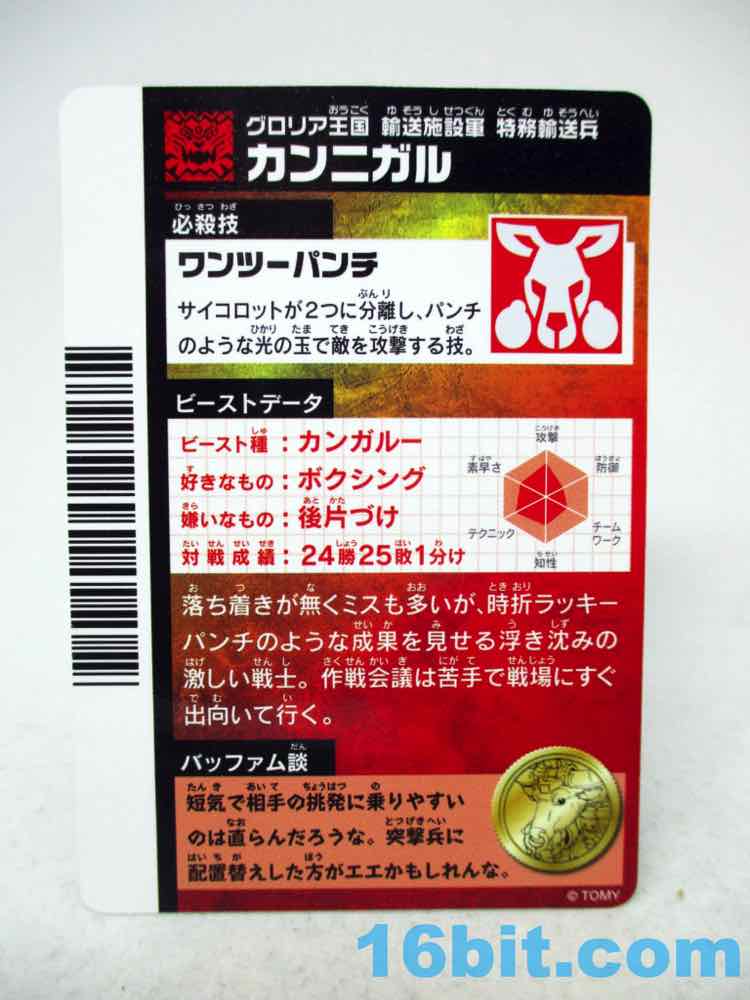 グロリア王国 輸送施設軍 特務輸送兵
カンニガル
必殺技
ワンツーパンチ
サイコロットが2つに分離し、パンチ
のような光の玉で敵を攻撃する技。
ビーストデータ
ビースト種：カンガルー
好きなもの：ボクシング
嫌いなもの：後片づけ
対戦成績：24勝25敗1分け
攻撃
素早さ
防御
テクニック
チーム
ワーク
知性
落ち着きが無くミスも多いが、時折ラッキー
パンチのような成果を見せる浮き沈みの
激しい戦士。作戦会議は苦手で戦場にすぐ
出向いて行く。
バッファム談
短気で相手の挑発に乗りやすい
のは直らんだろうな。突撃兵に
配置替えした方がエエかもしれんな。
© TOMY
16bit.com